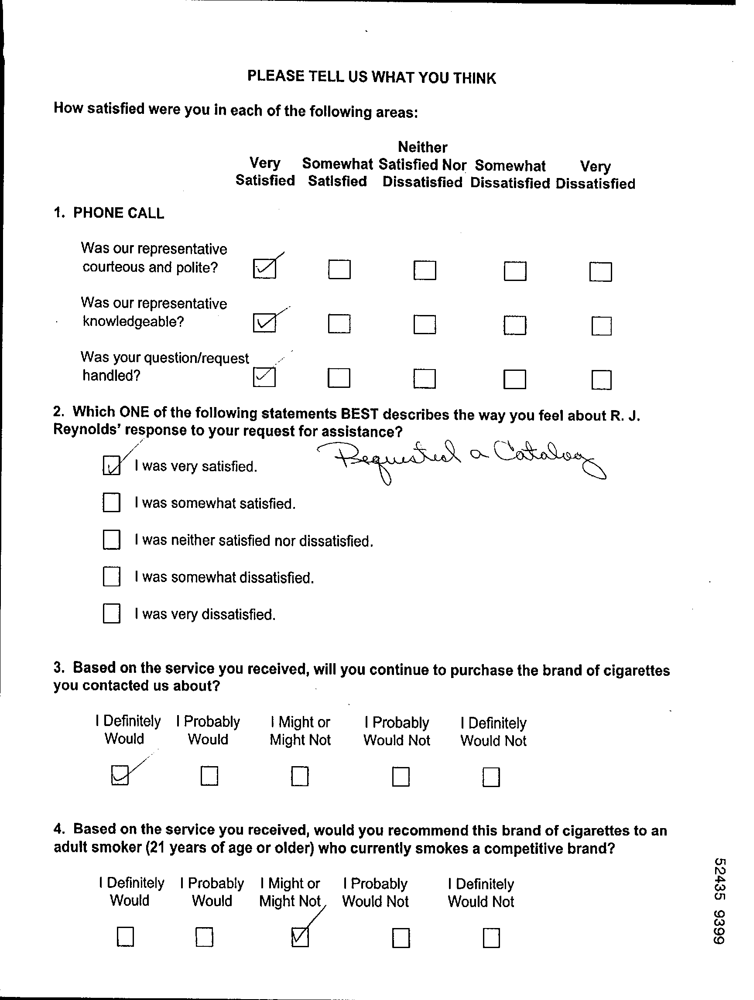 PLEASE TELL US WHAT YOU THINK
How satisfied were you in each of the following areas:
Neither
Very Somewhat Satisfied Nor Somewhat Very
Satisfied Satisfied Dissatisfied Dissatisfied Dissatisfied
1. PHONE CALL
Was our representative
courteous and polite?
Was our representative
knowledgeable?
Was your question/request
handled?
2. Which ONE of the following statements BEST describes the way you feel about R. J.
Reynolds' response to your request for assistance?
Requested a Catalog
I was very satisfied.
I was somewhat satisfied.
I was neither satisfied nor dissatisfied.
I was somewhat dissatisfied.
I was very dissatisfied.
3. Based on the service you received, will you continue to purchase the brand of cigarettes
you contacted us about?
I Definitely I Probably I Might or I Probably I Definitely
Would Would Might Not Would Not Would Not
4. Based on the service you received, would you recommend this brand of cigarettes to an
adult smoker (21 years of age or older) who currently smokes a competitive brand?
I Definitely I Probably I Might or I Probably I Definitely
Would Would Might Not Would Not Would Not
52435 9399